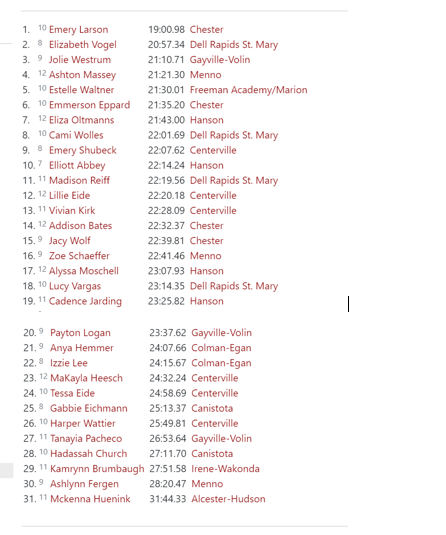 1. 10 Emery Larson 19:00.98 Chester
2. 8 Elizabeth Vogel 20:57.34 Dell Rapids St. Mary
3. 9 Jolie Westrum 21:10.71 Gayville-Volin
4. 12 Ashton Massey 21:21.30 Menno
5. 10 Estelle Waltner 21:30.01 Freeman Academy/Marion
6. 10 Emmerson Eppard 21:35.20 Chester
7. 12 Eliza Oltmanns 21:43.00 Hanson
8. 10 Cami Wolles 22:01.69 Dell Rapids St. Mary
9. 8 Emery Shubeck 22:07.62 Centerville
10. 7 Elliott Abbey 22:14.24 Hanson
11. 11 Madison Reiff 22:19.56 Dell Rapids St. Mary
12. 12 Lillie Eide 22:20.18 Centerville
13. 11 Vivian Kirk 22:28.09 Centerville
14. 12 Addison Bates 22:32.37 Chester
15. 9 Jacy Wolf 22:39.81 Chester
16. 9 Zoe Schaeffer 22:41.46 Menno
17. 12 Alyssa Moschell 23:07.93 Hanson
18. 10 Lucy Vargas 23:14.35 Dell Rapids St. Mary
19. 11 Cadence Jarding 23:25.82 Hanson
20. 9 Payton Logan 23:37.62 Gayville-Volin
21. 9 Anya Hemmer 24:07.66 Colman-Egan
22. 8 Izzie Lee 24:15.67 Colman-Egan
23. 12 MaKayla Heesch 24:32.24 Centerville
24. 10 Tessa Eide 24:58.69 Centerville
25. 8 Gabbie Eichmann 25:13.37 Canistota
26. 10 Harper Wattier 25:49.81 Centerville
27. 11 Tanayia Pacheco 26:53.64 Gayville-Volin
28. 10 Hadassah Church 27:11.70 Canistota
29. 11 Kamrynn Brumbaugh 27:51.58 Irene-Wakonda
30. 9 Ashlynn Fergen 28:20.47 Menno
31. 11 Mckenna Huenink 31:44.33 Alcester-Hudson